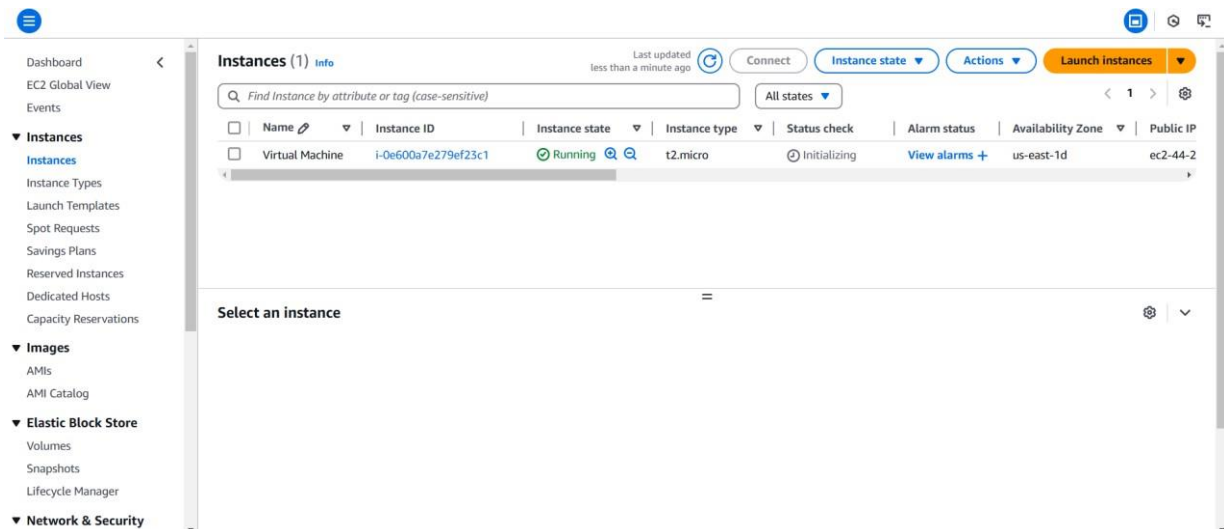 Dashboard
EC2 Global View
Events
Instances
Instances
Instance Types
Launch Templates
Spot Requests
Savings Plans
Reserved Instances
Dedicated Hosts
Capacity Reservations
Images
AMIs
AMI Catalog
Elastic Block Store
Volumes
Snapshots
Lifecycle Manager
Network & Security
Instances (1) Info
Last updated
less than a minute ago
Connect
Instance state
Actions
Launch instances
Find Instance by attribute or tag (case-sensitive)
All states
1
Name Instance ID Instance state Instance type Status check Alarm status Availability Zone Public IP
Virtual Machine i-0e600a7e279ef23c1 Running t2.micro Initializing View alarms + us-east-1d ec2-44-2
Select an instance